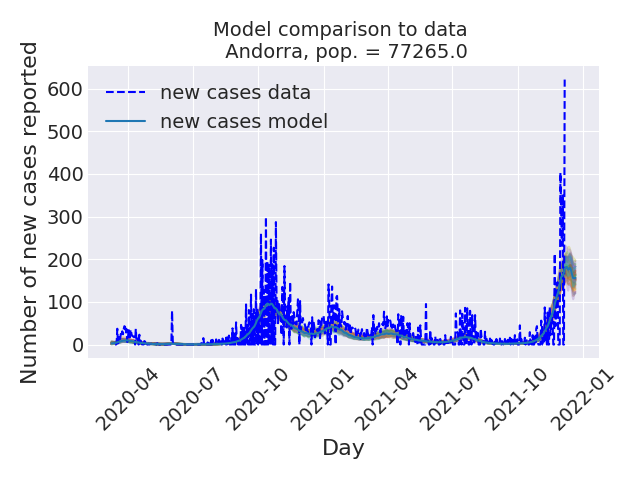 Model comparison to data
Andorra, pop. = 77265.0
Number of new cases reported
600
500
400
300
200
100
0
new cases data
new cases model
2020-04
2020-07
2020-10
2021-01
2021-04
2021-07
2021-10
2022-01
Day